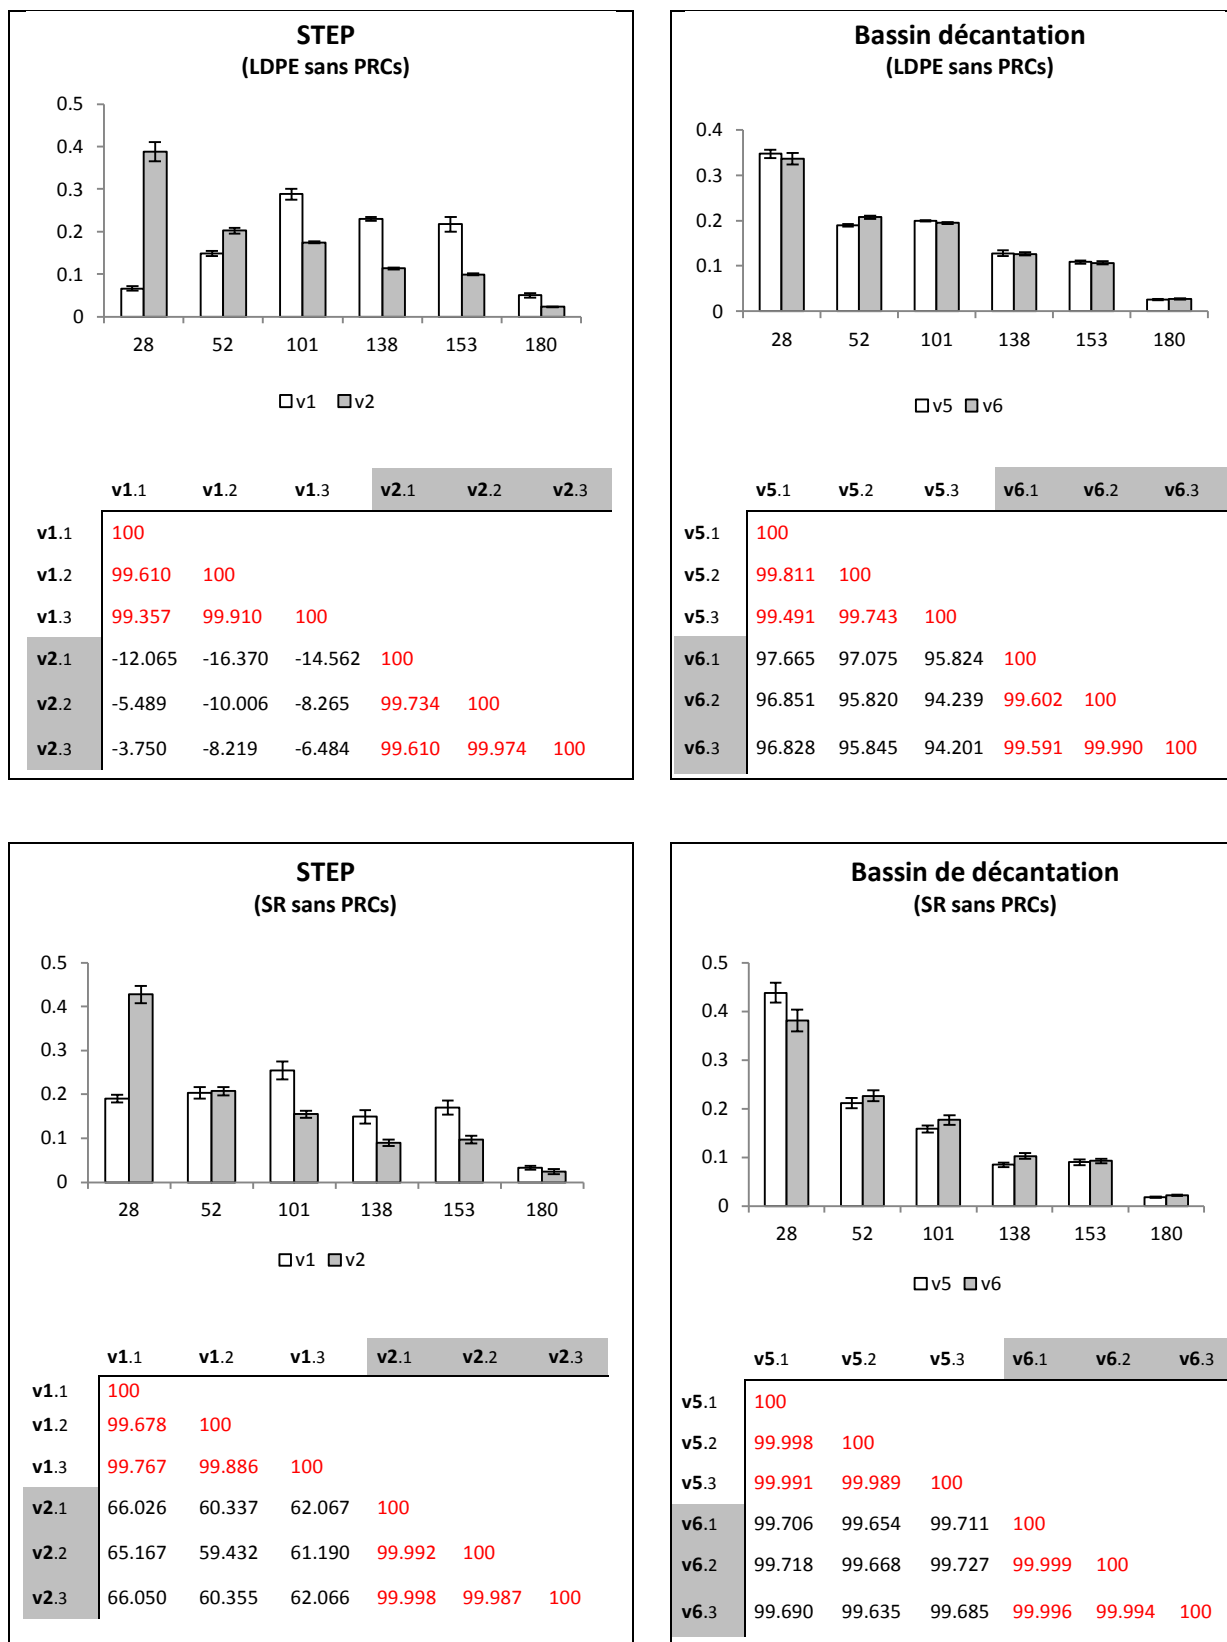 STEP
(LDPE sans PRCs)
0.5
0.4
0.3
0.2
0.1
0
28 52 101 138 153 180
v1 v2
v1.1 v1.2 v1.3 v2.1 v2.2 v2.3
v1.1 100
v1.2 99.610 100
v1.3 99.357 99.910 100
v2.1 -12.065 -16.370 -14.562 100
v2.2 -5.489 -10.006 -8.265 99.734 100
v2.3 -3.750 -8.219 -6.484 99.610 99.974 100
Bassin décantation
(LDPE sans PRCs)
0.4
0.3
0.2
0.1
0
28 52 101 138 153 180
v5 v6
v5.1 v5.2 v5.3 v6.1 v6.2 v6.3
v5.1 100
v5.2 99.811 100
v5.3 99.491 99.743 100
v6.1 97.665 97.075 95.824 100
v6.2 96.851 95.820 94.239 99.602 100
v6.3 96.828 95.845 94.201 99.591 99.990 100
STEP
(SR sans PRCs)
0.5
0.4
0.3
0.2
0.1
0
28 52 101 138 153 180
v1 v2
v1.1 v1.2 v1.3 v2.1 v2.2 v2.3
v1.1 100
v1.2 99.678 100
v1.3 99.767 99.886 100
v2.1 66.026 60.337 62.067 100
v2.2 65.167 59.432 61.190 99.992 100
v2.3 66.050 60.355 62.066 99.998 99.987 100
Bassin de décantation
(SR sans PRCs)
0.5
0.4
0.3
0.2
0.1
0
28 52 101 138 153 180
v5 v6
v5.1 v5.2 v5.3 v6.1 v6.2 v6.3
v5.1 100
v5.2 99.998 100
v5.3 99.991 99.989 100
v6.1 99.706 99.654 99.711 100
v6.2 99.718 99.668 99.727 99.999 100
v6.3 99.690 99.635 99.685 99.996 99.994 100